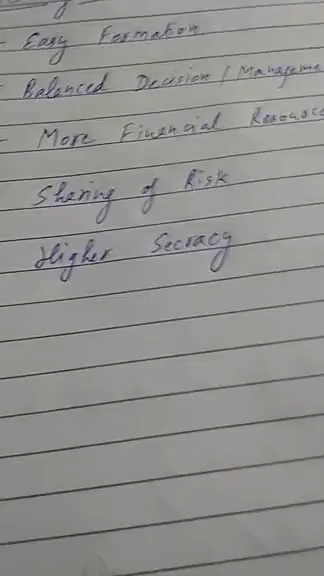 - Easy Formation
- Balanced Decision / Manageme
- More Financial Resource
Sharing of Risk
Higher Secracy